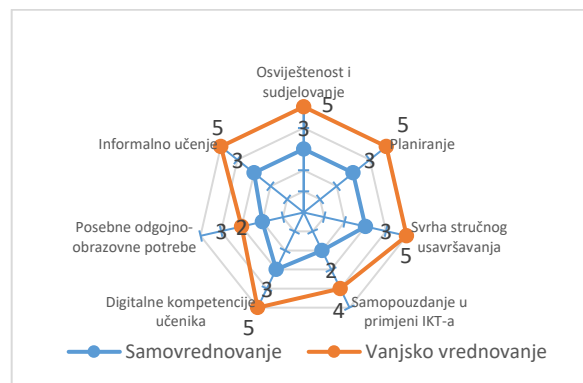 Osviještenost i
sudjelovanje
5
3
5
Planiranje
3
Svrha stručnog
usavršavanja
3
5
Samopouzdanje u
primjeni IKT-a
2
4
Digitalne kompetencije
učenika
3
5
Posebne odgojno-
obrazovne potrebe
3
2
Informalno učenje
5
3
Samovrednovanje
Vanjsko vrednovanje